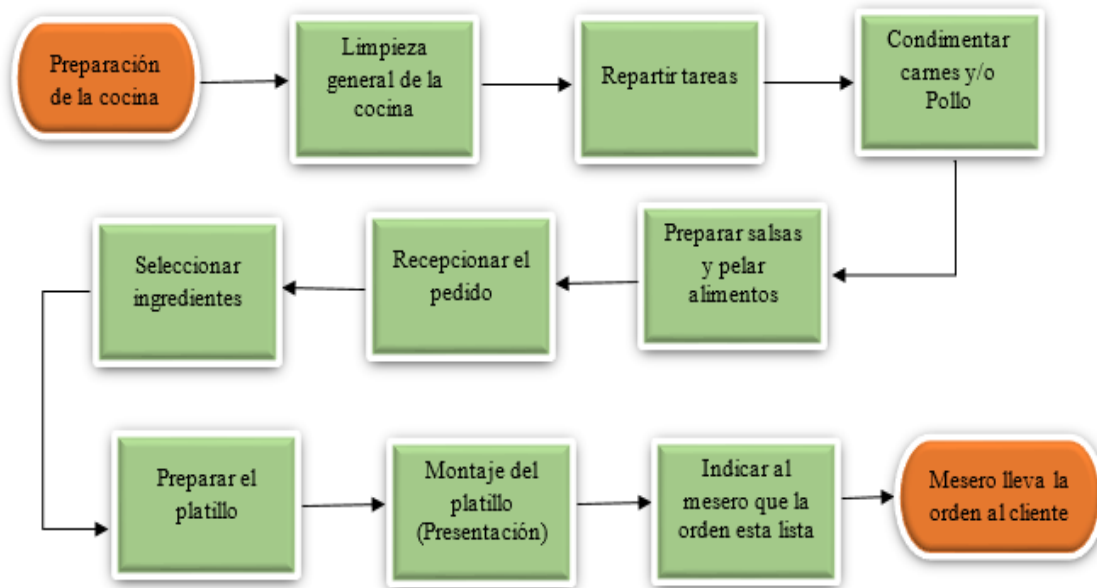 Preparación
de la cocina
Limpieza
general de la
cocina
Repartir tareas
Condimentar
carnes y/o
Pollo
Preparar salsas
y pelar
alimentos
Recepcionar el
pedido
Seleccionar
ingredientes
Preparar el
platillo
Montaje del
platillo
(Presentación)
Indicar al
mesero que la
orden esta lista
Mesero lleva la
orden al cliente